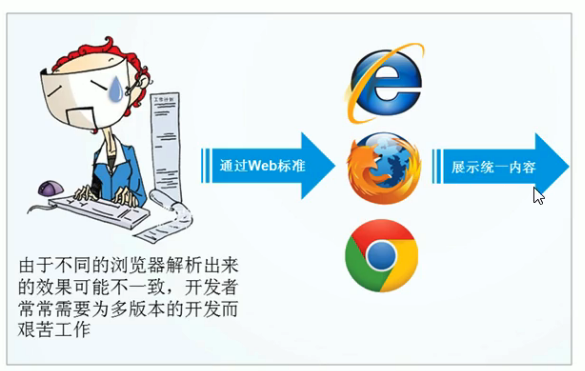 工作计划
通过Web标准
展示统一内容
由于不同的浏览器解析出来
的效果可能不一致，开发者
常常需要为多版本的开发而
艰苦工作